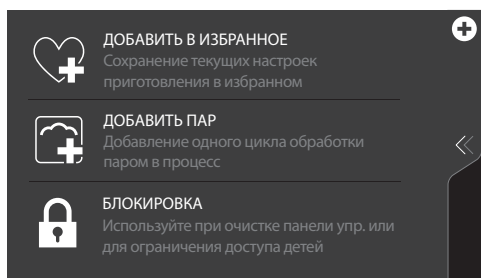 ДОБАВИТЬ В ИЗБРАННОЕ
Сохранение текущих настроек
приготовления в избранном
ДОБАВИТЬ ПАР
Добавление одного цикла обработки
паром в процесс
БЛОКИРОВКА
Используйте при очистке панели упр. или
для ограничения доступа детей